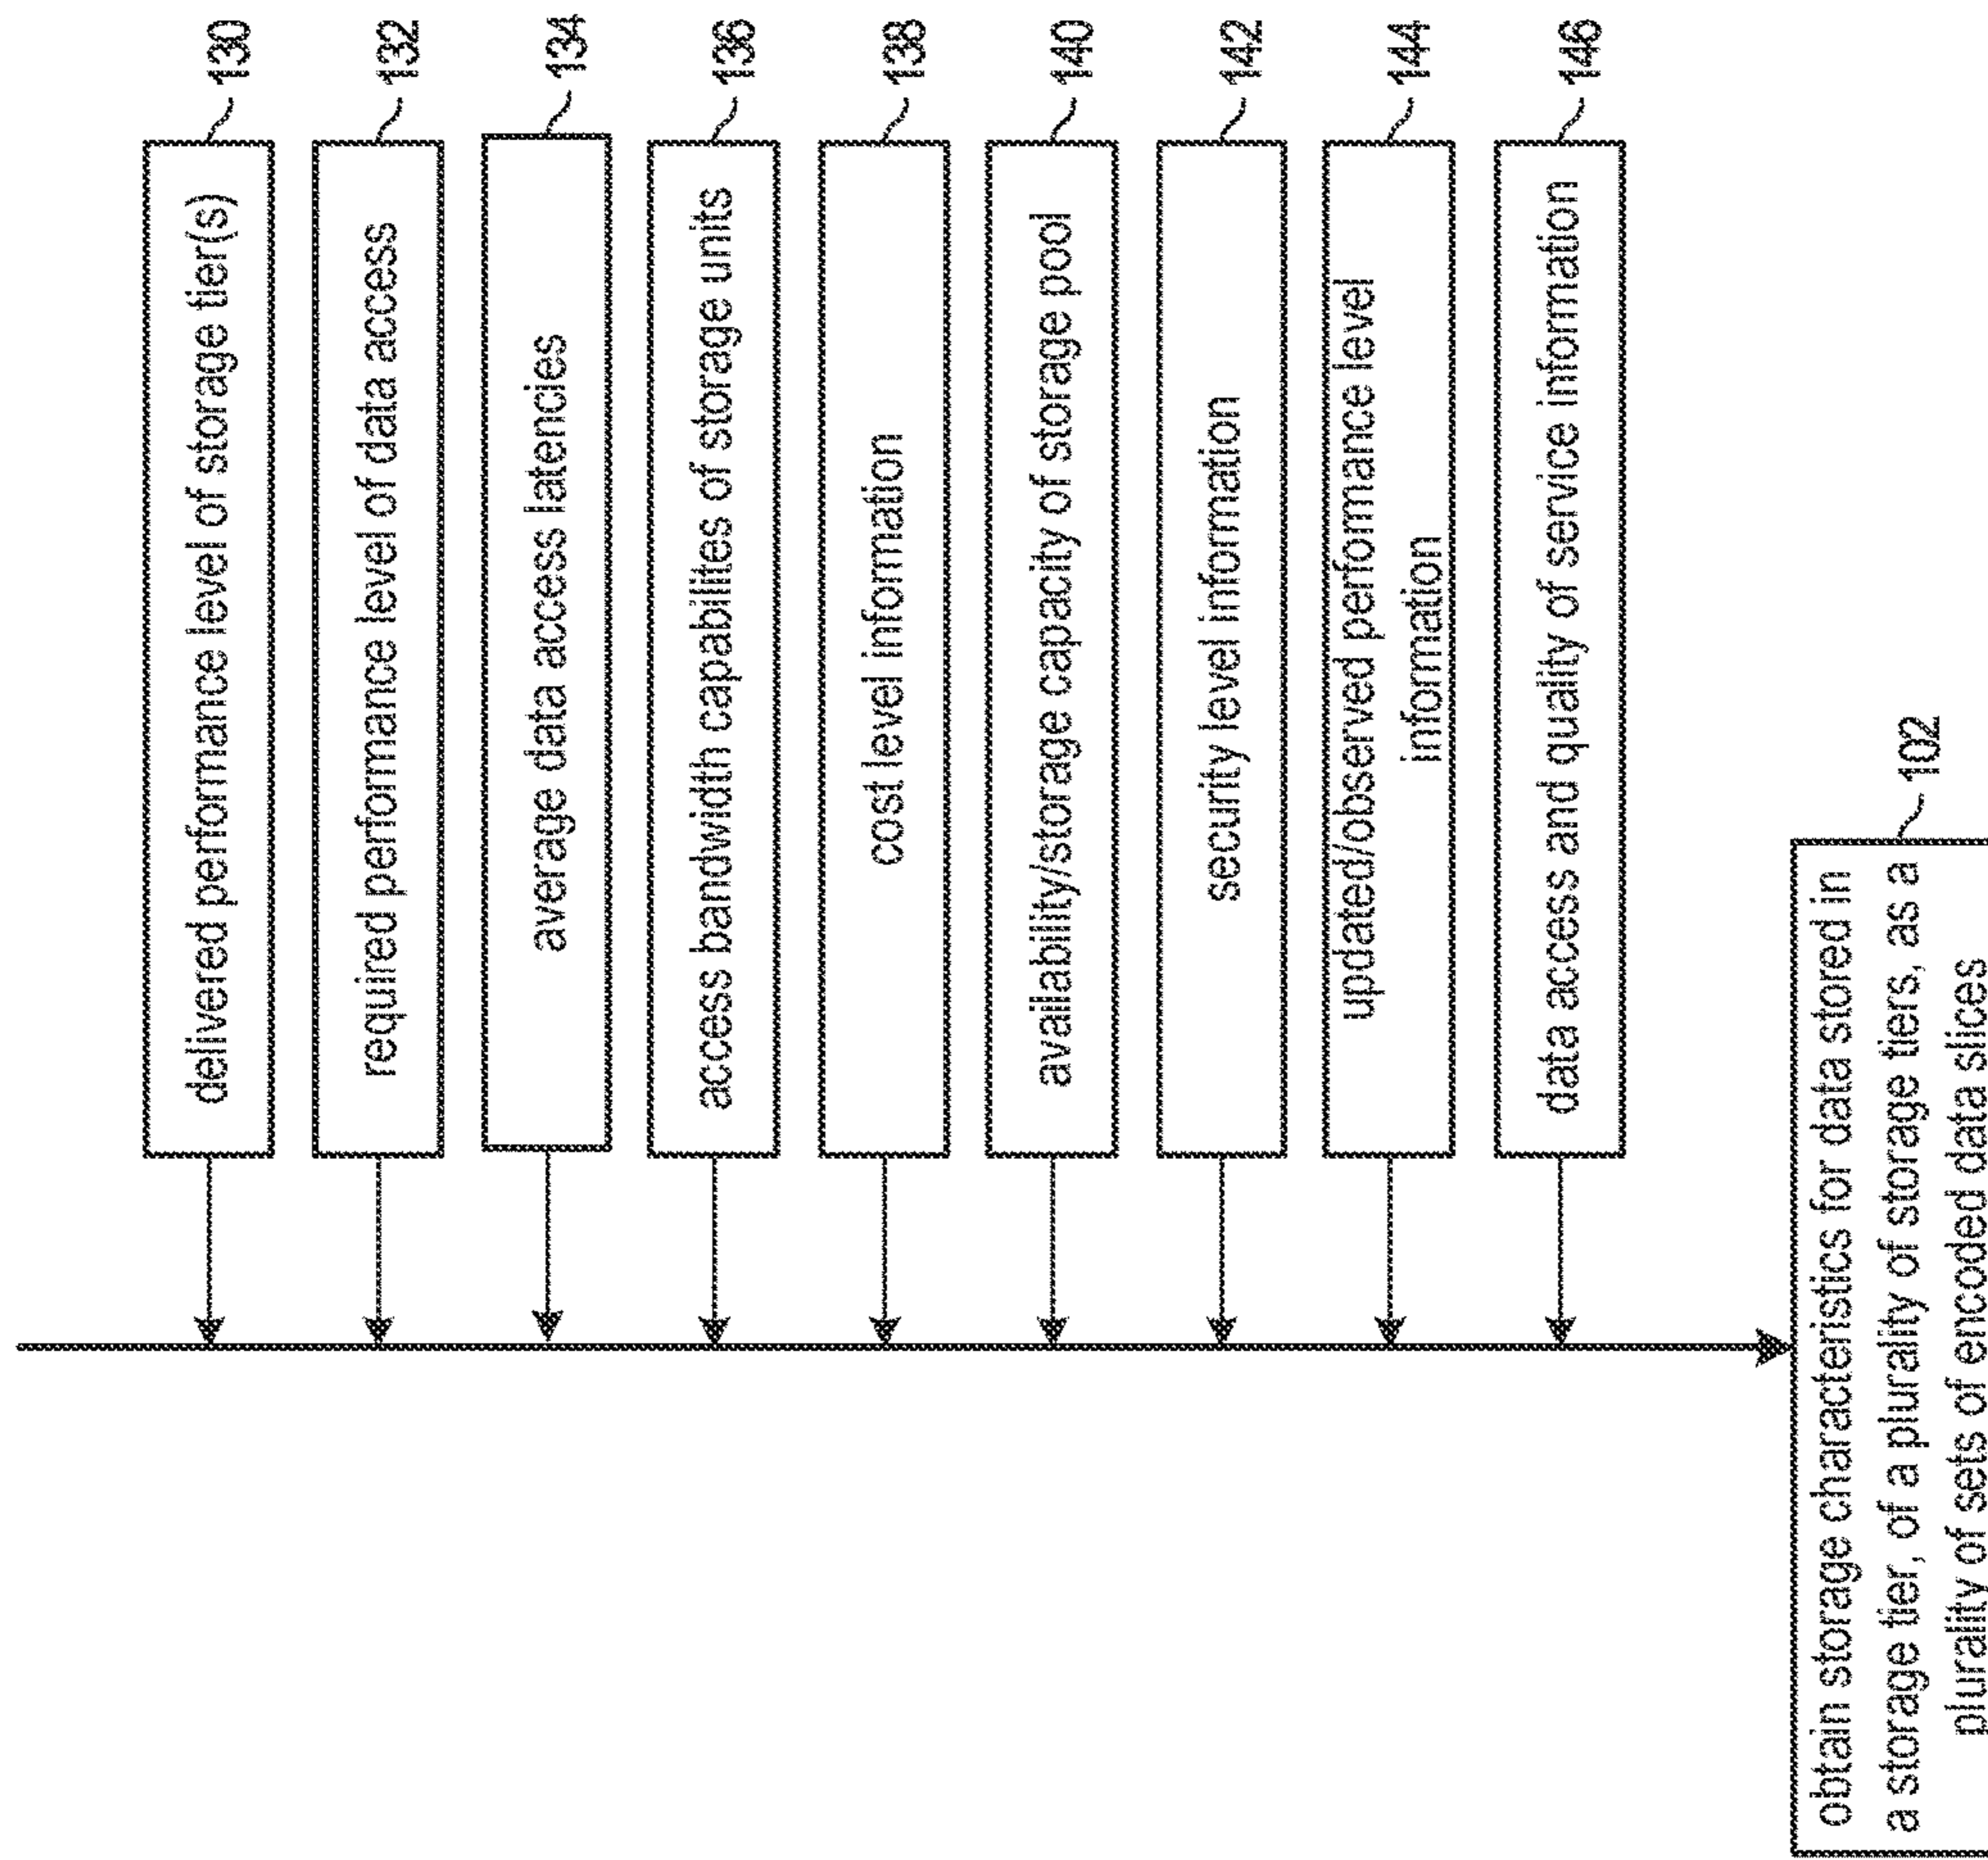 delivered performance level of storage tier(s)
130
required performance level of data access
132
average data access latencies
134
access bandwidth capabilites of storage units
136
cost level information
138
availability/storage capacity of storage pool
140
security level information
142
updated/observed perfomance level
information
144
data access and quality of service information
146
102
obtain storage characteristics for data stored in
a storage tier, of a plurality of storage tiers, as a
plurality of sets of encoded data slices